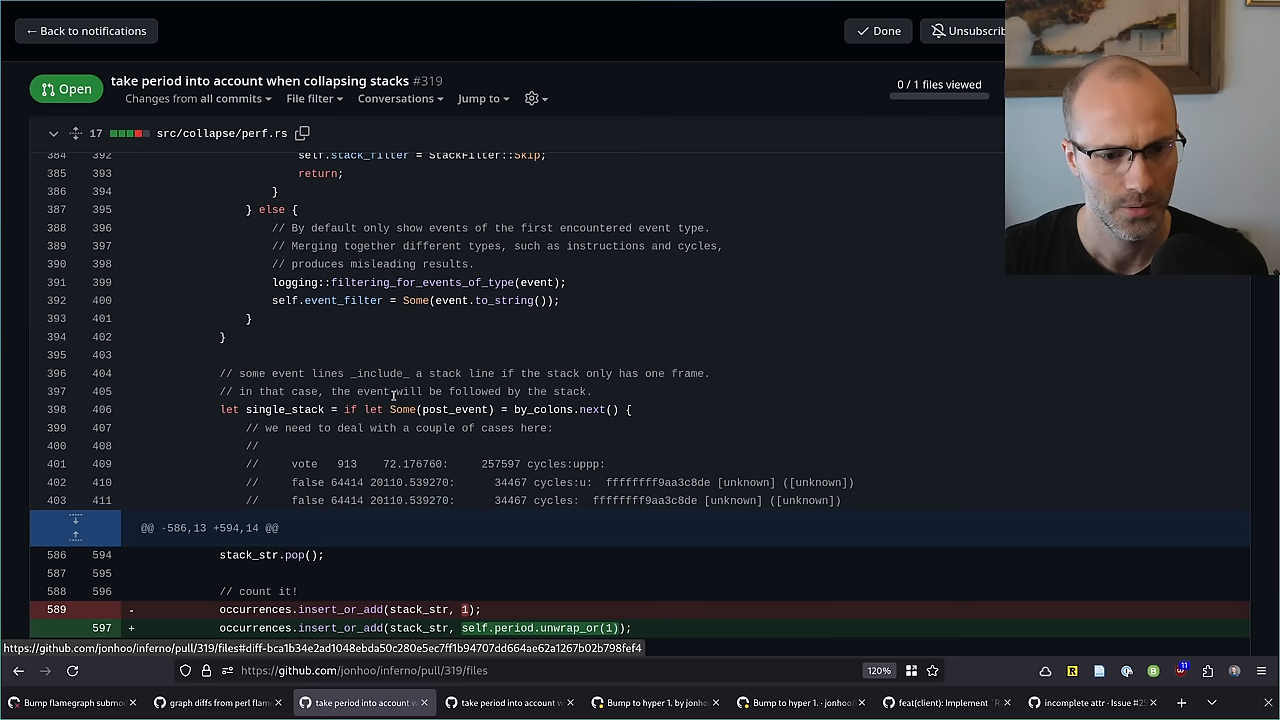 ← Back to notifications
Done
Unsubscrib
Open
take period into account when collapsing stacks #319
Changes from all commits
File filter
Conversations
Jump to
0 / 1 files viewed
17 src/collapse/perf.rs
384 392 self.stack_filter = StackFilter::Skip;
385 393 return;
386 394 }
387 395 } else {
388 396 // By default only show events of the first encountered event type.
389 397 // Merging together different types, such as instructions and cycles,
390 398 // produces misleading results.
391 399 logging::filtering_for_events_of_type(event);
392 400 self.event_filter = Some(event.to_string());
393 401 }
394 402 }
395 403
396 404 // some event lines _include_ a stack line if the stack only has one frame.
397 405 // in that case, the event will be followed by the stack.
398 406 let single_stack = if let Some(post_event) = by_colons.next() {
399 407 // we need to deal with a couple of cases here:
400 408 //
401 409 // vote 913 72.176760: 257597 cycles:uppp:
402 410 // false 64414 20110.539270: 34467 cycles:u: ffffffff9aa3c8de [unknown] ([unknown])
403 411 // false 64414 20110.539270: 34467 cycles: ffffffff9aa3c8de [unknown] ([unknown])
@@ -586,13 +594,14 @@
586 594 stack_str.pop();
587 595
588 596 // count it!
589 - occurrences.insert_or_add(stack_str, 1);
597 + occurrences.insert_or_add(stack_str, self.period.unwrap_or(1));
https://github.com/jonhoo/inferno/pull/319/files#diff-bca1b34e2ad1048ebda50c280e5ec7ff1b94707dd664ae62a1267b02b798fef4
https://github.com/jonhoo/inferno/pull/319/files
120%
11
Bump flamegraph submo
graph diffs from perf flam
take period into account w
take period into account w
Bump to hyper 1. by jonho
Bump to hyper 1. · jonhoo/
feat(client): Implement `R
incomplete attr · Issue #25